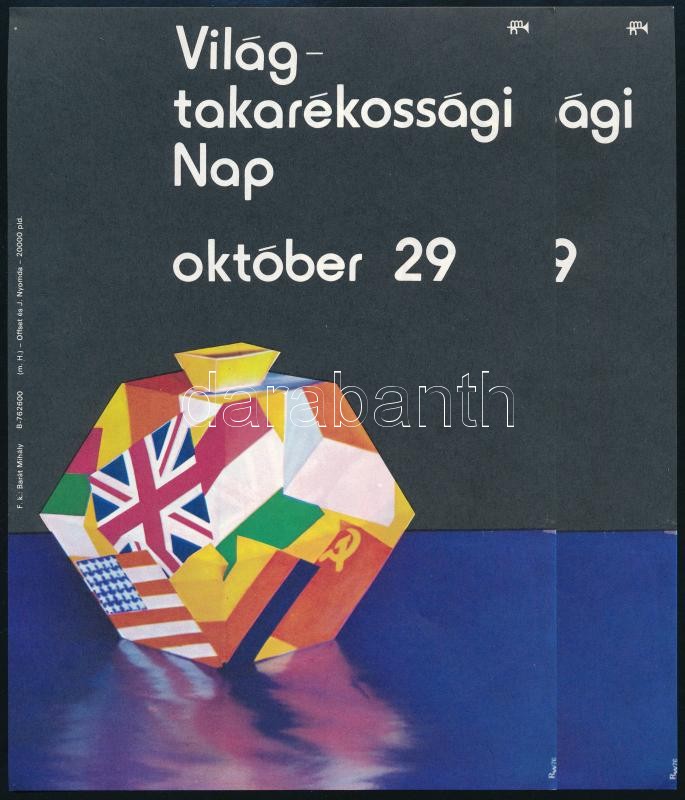 Világ-
takarékossági
Nap
október 29
ági
9
darabanth
F. k.: Barát Mihály B-762600 (m. H.) – Offset és J. Nyomda – 20000 pld.